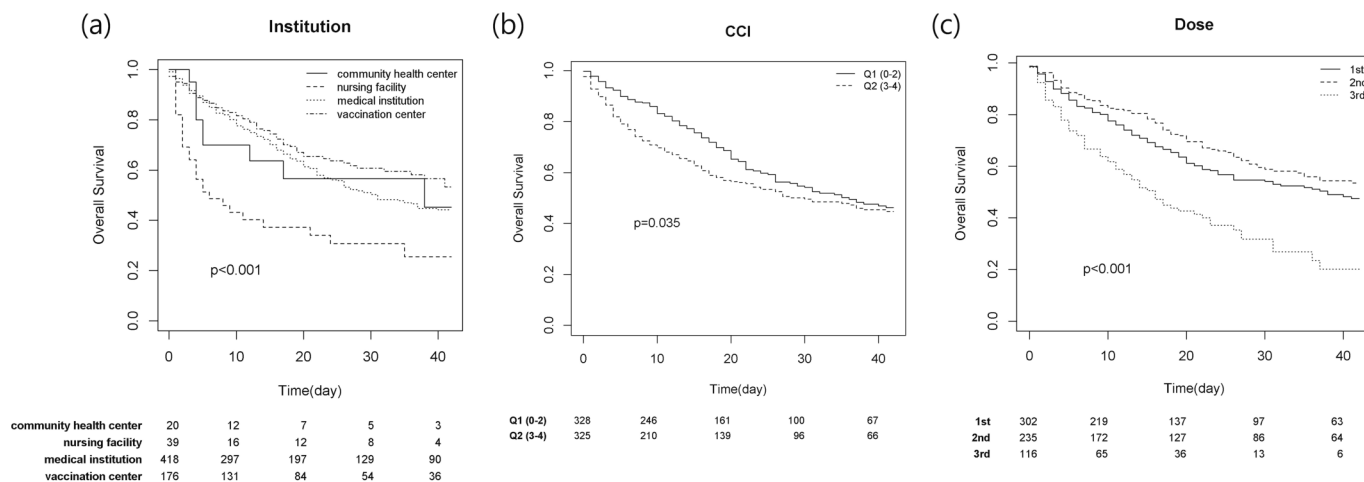 (a)
Institution
community health center
nursing facility
medical institution
vaccination center
Overall Survival
0.0 0.2 0.4 0.6 0.8 1.0
p<0.001
0 10 20 30 40
Time(day)
community health center 20 12 7 5 3
nursing facility 39 16 12 8 4
medical institution 418 297 197 129 90
vaccination center 176 131 84 54 36
(b)
CCI
Q1 (0-2)
Q2 (3-4)
Overall Survival
0.0 0.2 0.4 0.6 0.8 1.0
p=0.035
0 10 20 30 40
Time(day)
Q1 (0-2) 328 246 161 100 67
Q2 (3-4) 325 210 139 96 66
(c)
Dose
1st
2nd
3rd
Overall Survival
0.0 0.2 0.4 0.6 0.8 1.0
p<0.001
0 10 20 30 40
Time(day)
1st 302 219 137 97 63
2nd 235 172 127 86 64
3rd 116 65 36 13 6